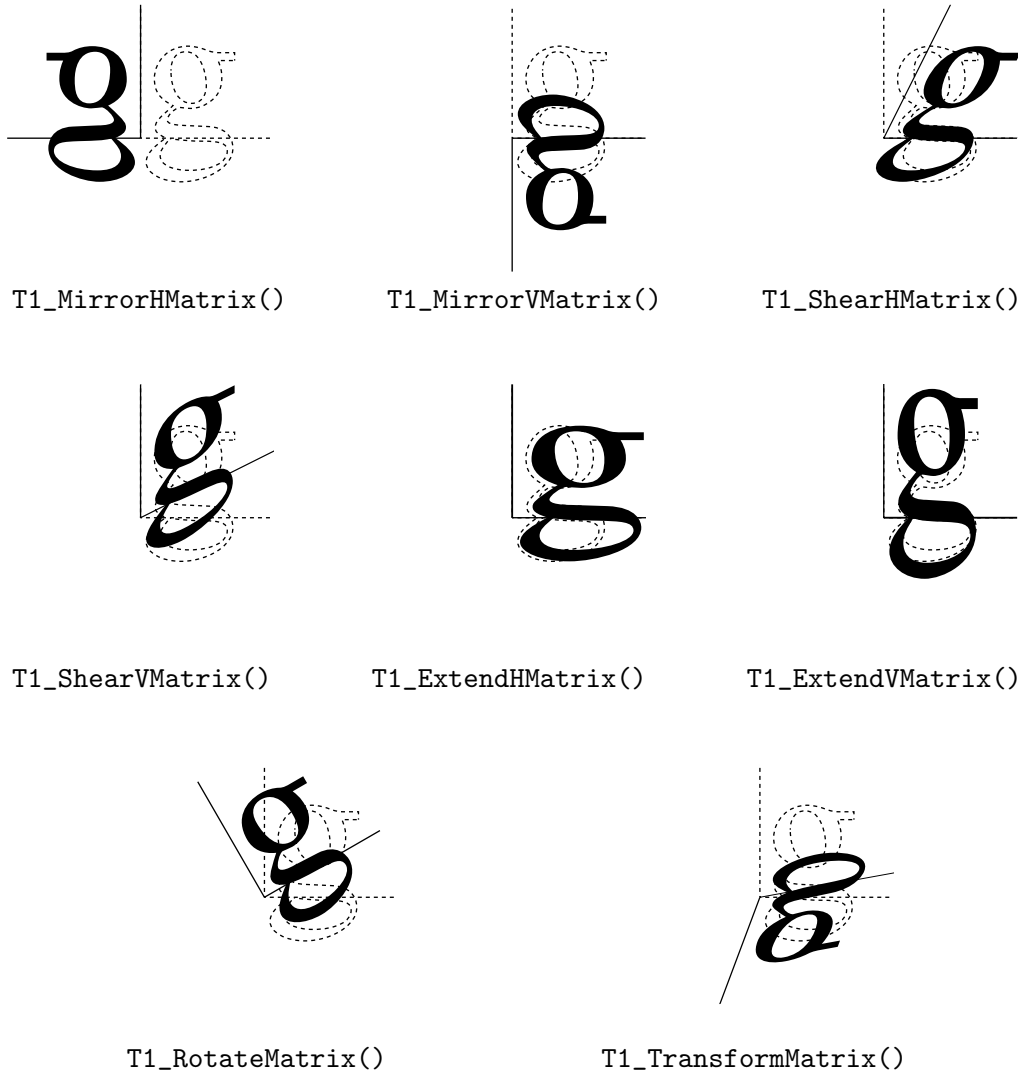 g g g
T1_MirrorHMatrix() T1_MirrorVMatrix() T1_ShearHMatrix()
g g g
T1_ShearVMatrix() T1_ExtendHMatrix() T1_ExtendVMatrix()
g g
T1_RotateMatrix() T1_TransformMatrix()